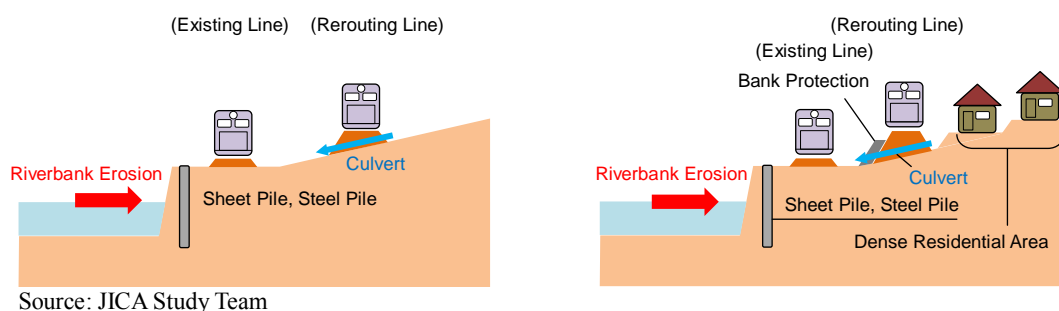 (Existing Line) (Rerouting Line)
Culvert
Riverbank Erosion
Sheet Pile, Steel Pile
(Rerouting Line)
(Existing Line)
Bank Protection
Culvert
Riverbank Erosion
Sheet Pile, Steel Pile
Dense Residential Area
Source: JICA Study Team